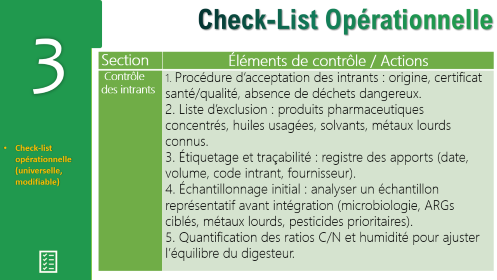 Check-List Opérationnelle
3
• Check-list
opérationnelle
(universelle,
modifiable)
Section
Éléments de contrôle / Actions
Contrôle
des intrants
1. Procédure d’acceptation des intrants : origine, certificat
santé/qualité, absence de déchets dangereux.
2. Liste d’exclusion : produits pharmaceutiques
concentrés, huiles usagées, solvants, métaux lourds
connus.
3. Étiquetage et traçabilité : registre des apports (date,
volume, code intrant, fournisseur).
4. Échantillonnage initial : analyser un échantillon
représentatif avant intégration (microbiologie, ARGs
ciblés, métaux lourds, pesticides prioritaires).
5. Quantification des ratios C/N et humidité pour ajuster
l’équilibre du digesteur.